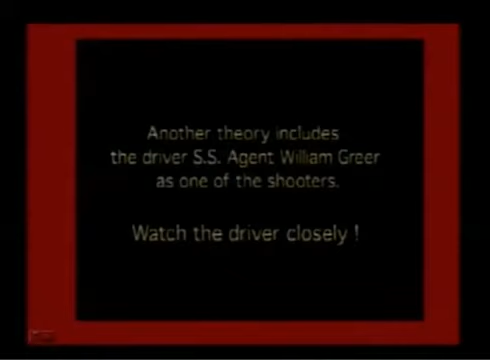 Another theory includes
the driver S.S. Agent William Greer
as one of the shooters.
Watch the driver closely !